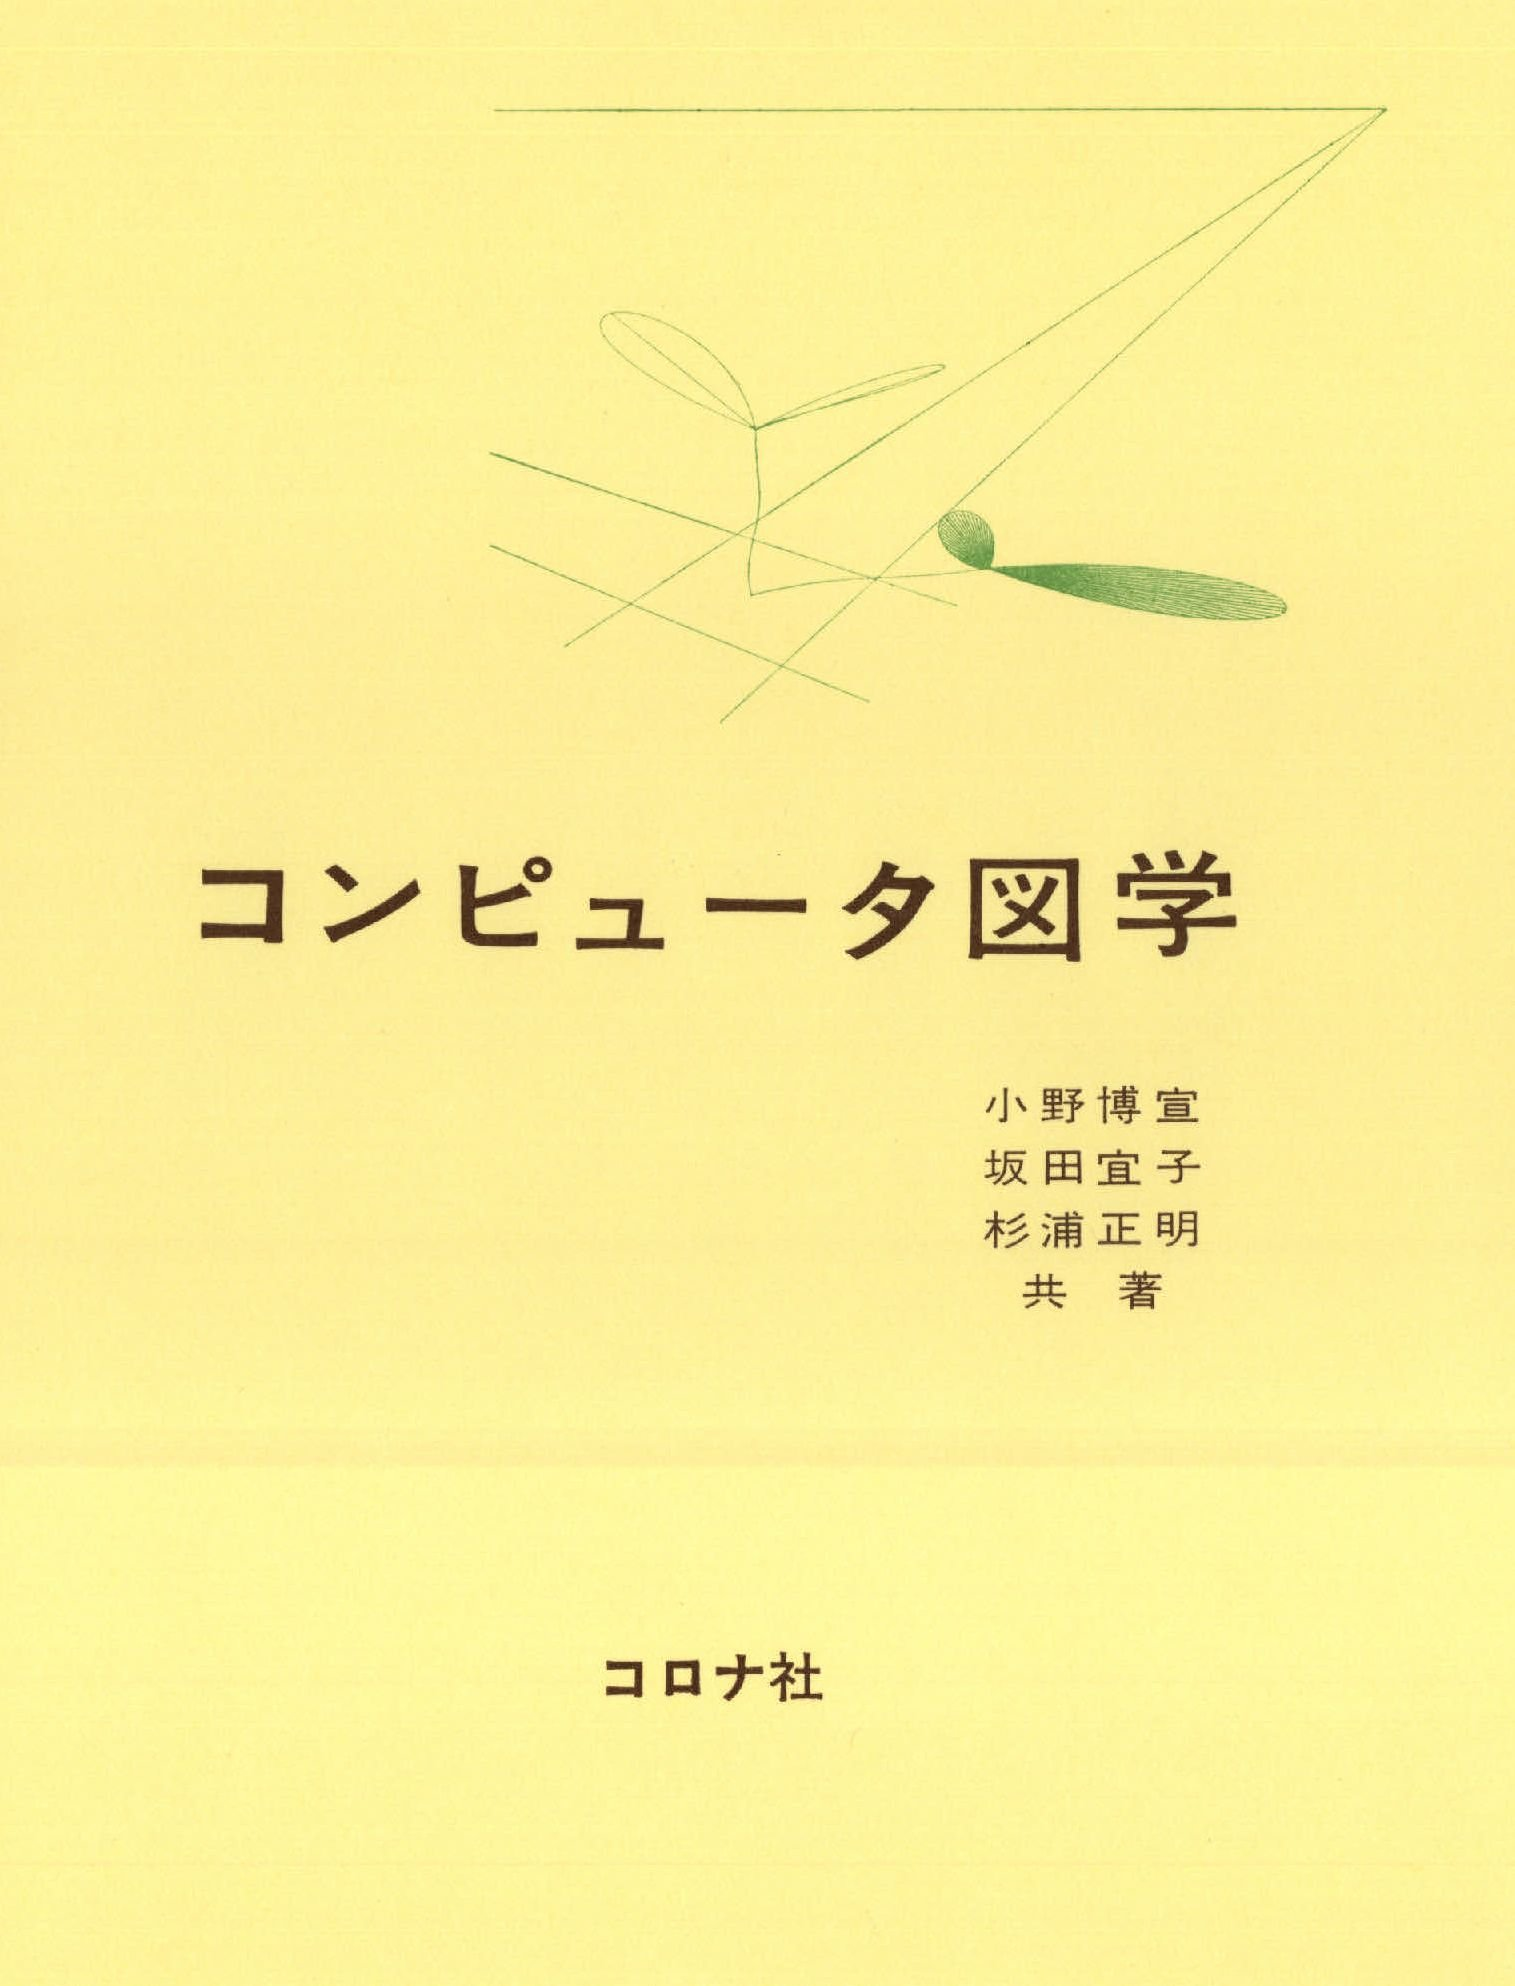 コンピュータ図学
小野博宣
坂田宜子
杉浦正明
共 著
コロナ社